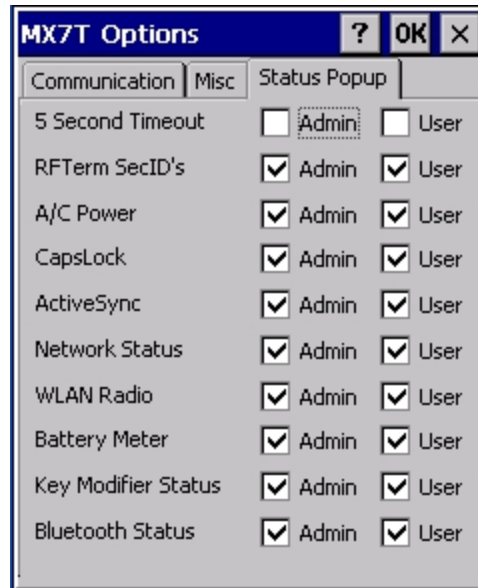 MX7T Options ? OK ×
Communication Misc Status Popup
5 Second Timeout Admin User
RFTerm SecID's Admin User
A/C Power Admin User
CapsLock Admin User
ActiveSync Admin User
Network Status Admin User
WLAN Radio Admin User
Battery Meter Admin User
Key Modifier Status Admin User
Bluetooth Status Admin User